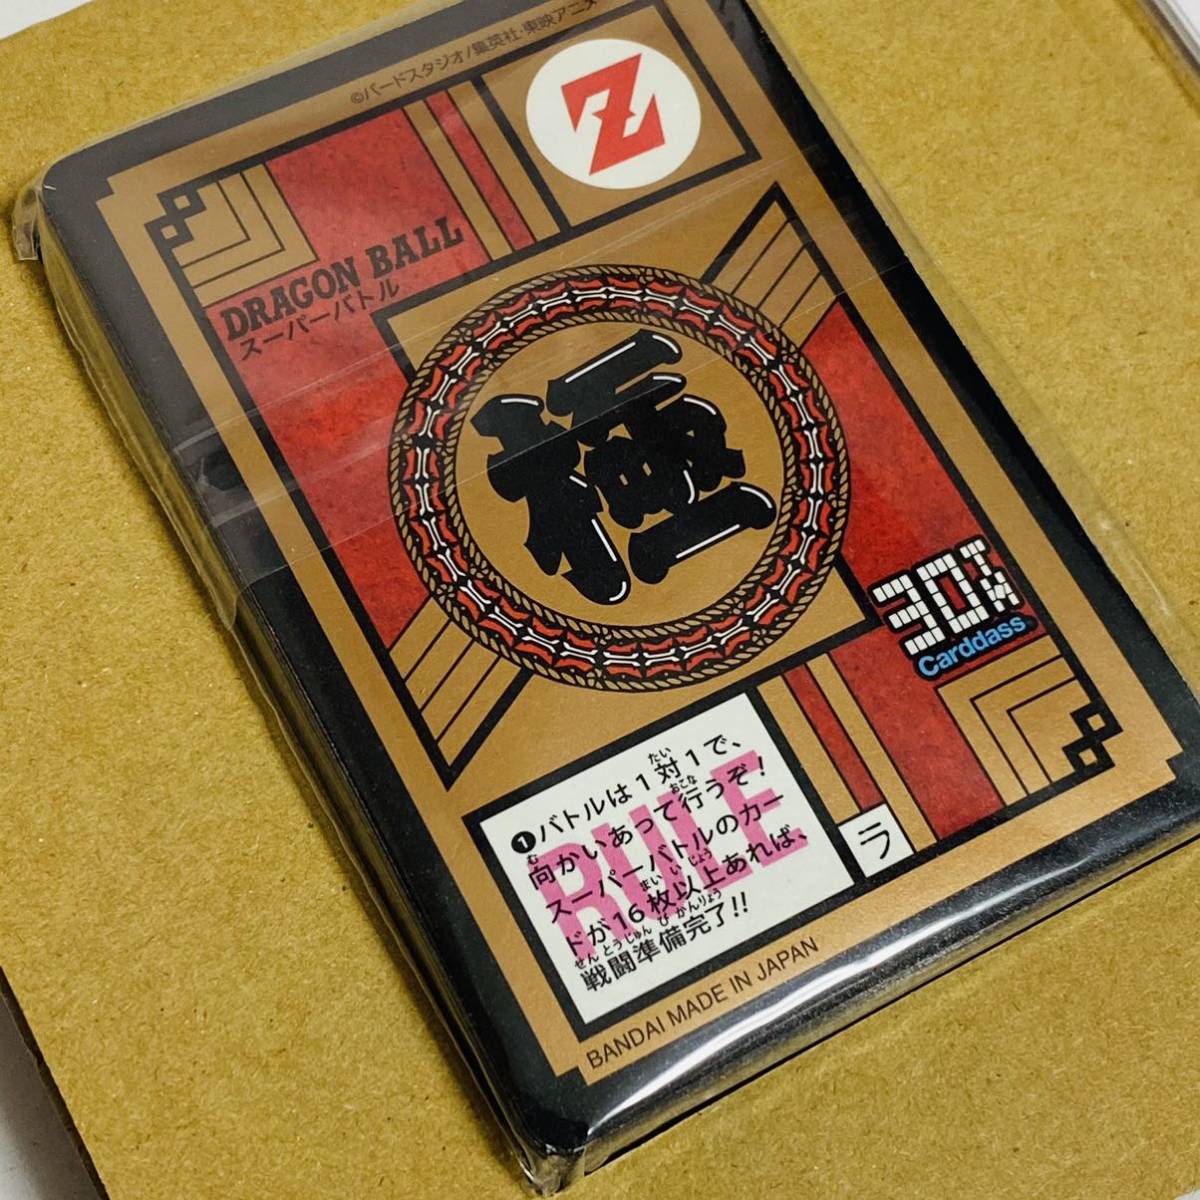 ©バードスタジオ/集英社・東映アニメ
Z
DRAGON BALL
スーパーバトル
極
30th
Carddass
RULE
❶バトルは1対1で、
向かいあって行うぞ!
スーパーバトルのカー
ドが16枚以上あれば、
戦闘準備完了!!
ラ
BANDAI MADE IN JAPAN